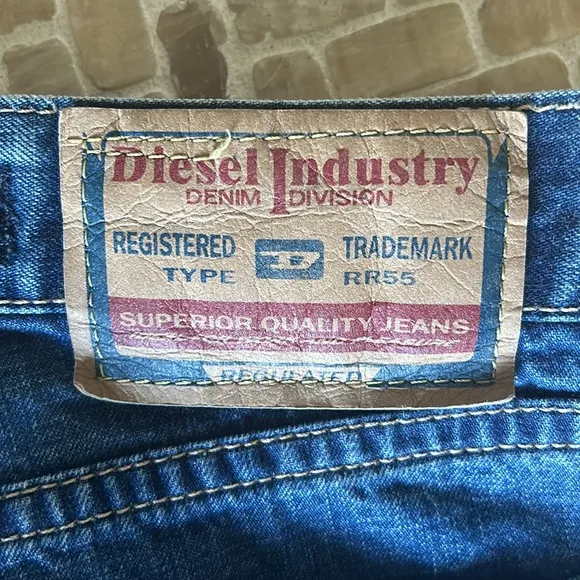 Diesel Industry
DENIM DIVISION
REGISTERED D TRADEMARK
TYPE RR55
SUPERIOR QUALITY JEANS
REGULATED